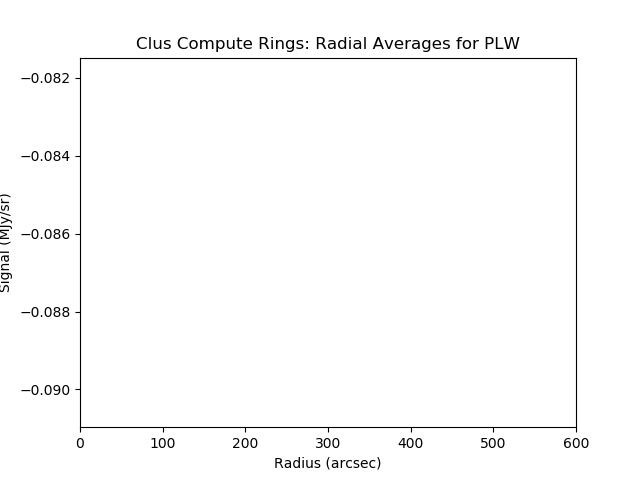 Clus Compute Rings: Radial Averages for PLW
Signal (MJy/sr)
−0.082
−0.084
−0.086
−0.088
−0.090
0 100 200 300 400 500 600
Radius (arcsec)